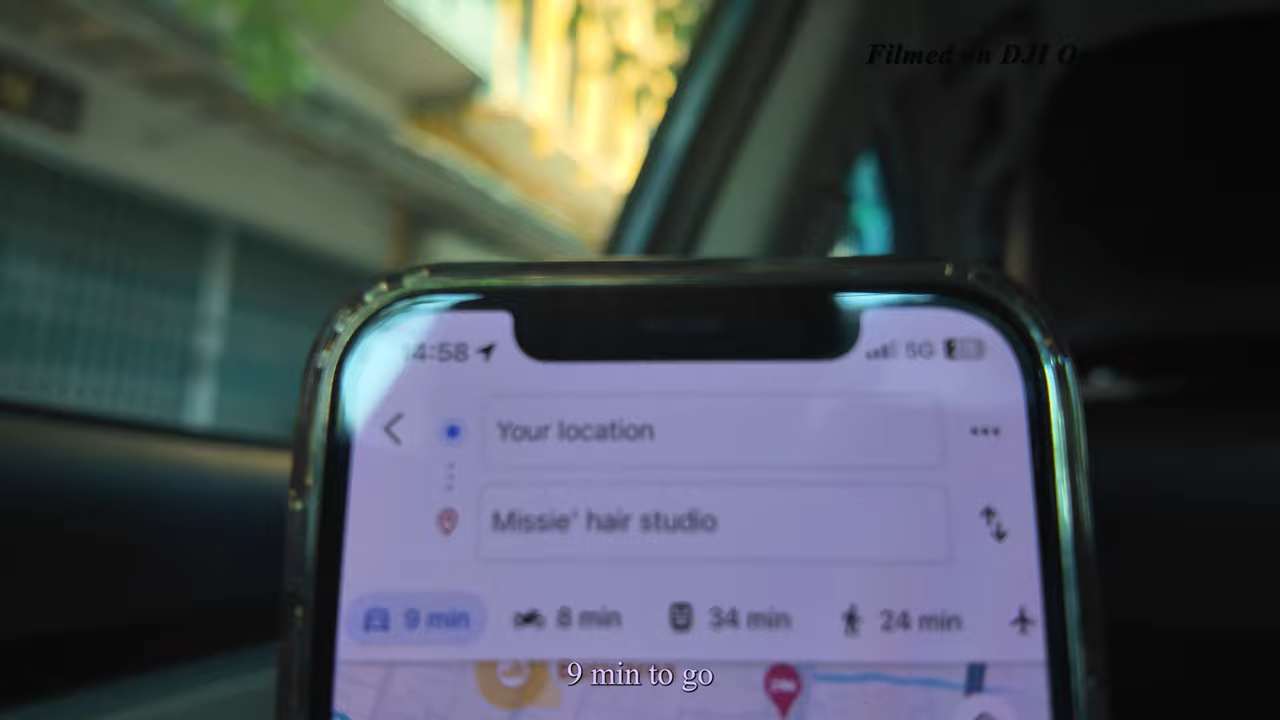 Filmed on DJI O
14:58
5G
Your location
Missie' hair studio
9 min
8 min
34 min
24 min
9 min to go